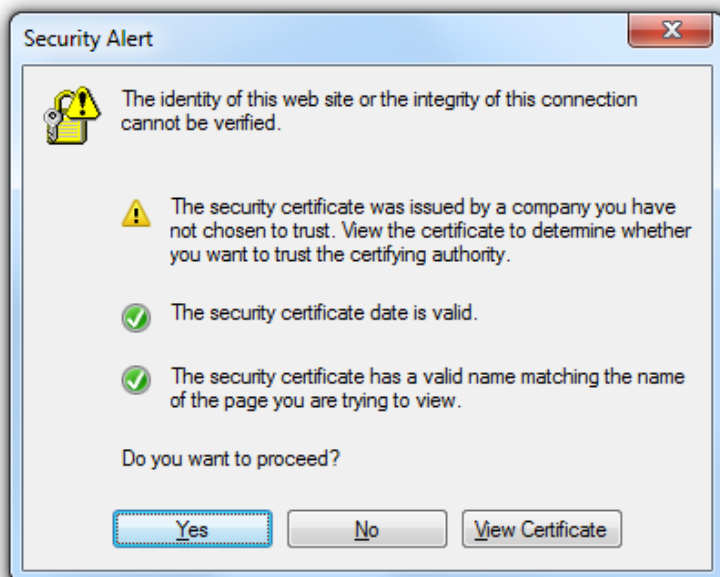 Security Alert
The identity of this web site or the integrity of this connection
cannot be verified.
The security certificate was issued by a company you have
not chosen to trust. View the certificate to determine whether
you want to trust the certifying authority.
The security certificate date is valid.
The security certificate has a valid name matching the name
of the page you are trying to view.
Do you want to proceed?
Yes No View Certificate